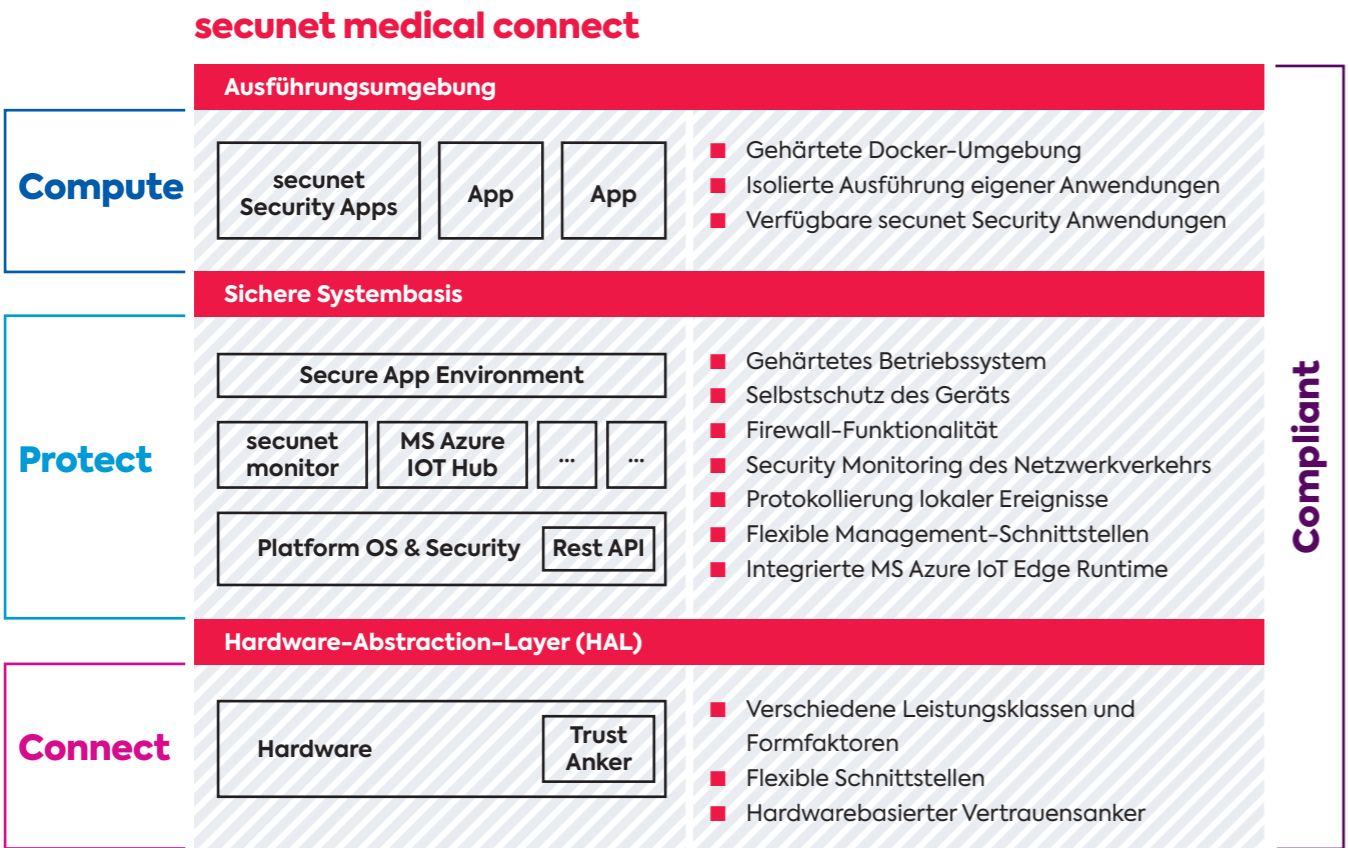 secunet medical connect
Ausführungsumgebung
Compute
secunet
Security Apps
App
App
Gehärtete Docker-Umgebung
Isolierte Ausführung eigener Anwendungen
Verfügbare secunet Security Anwendungen
Sichere Systembasis
Protect
Secure App Environment
secunet
monitor
MS Azure
IOT Hub
...
...
Platform OS & Security
Rest API
Gehärtetes Betriebssystem
Selbstschutz des Geräts
Firewall-Funktionalität
Security Monitoring des Netzwerkverkehrs
Protokollierung lokaler Ereignisse
Flexible Management-Schnittstellen
Integrierte MS Azure IoT Edge Runtime
Hardware-Abstraction-Layer (HAL)
Connect
Hardware
Trust
Anker
Verschiedene Leistungsklassen und
Formfaktoren
Flexible Schnittstellen
Hardwarebasierter Vertrauensanker
Compliant